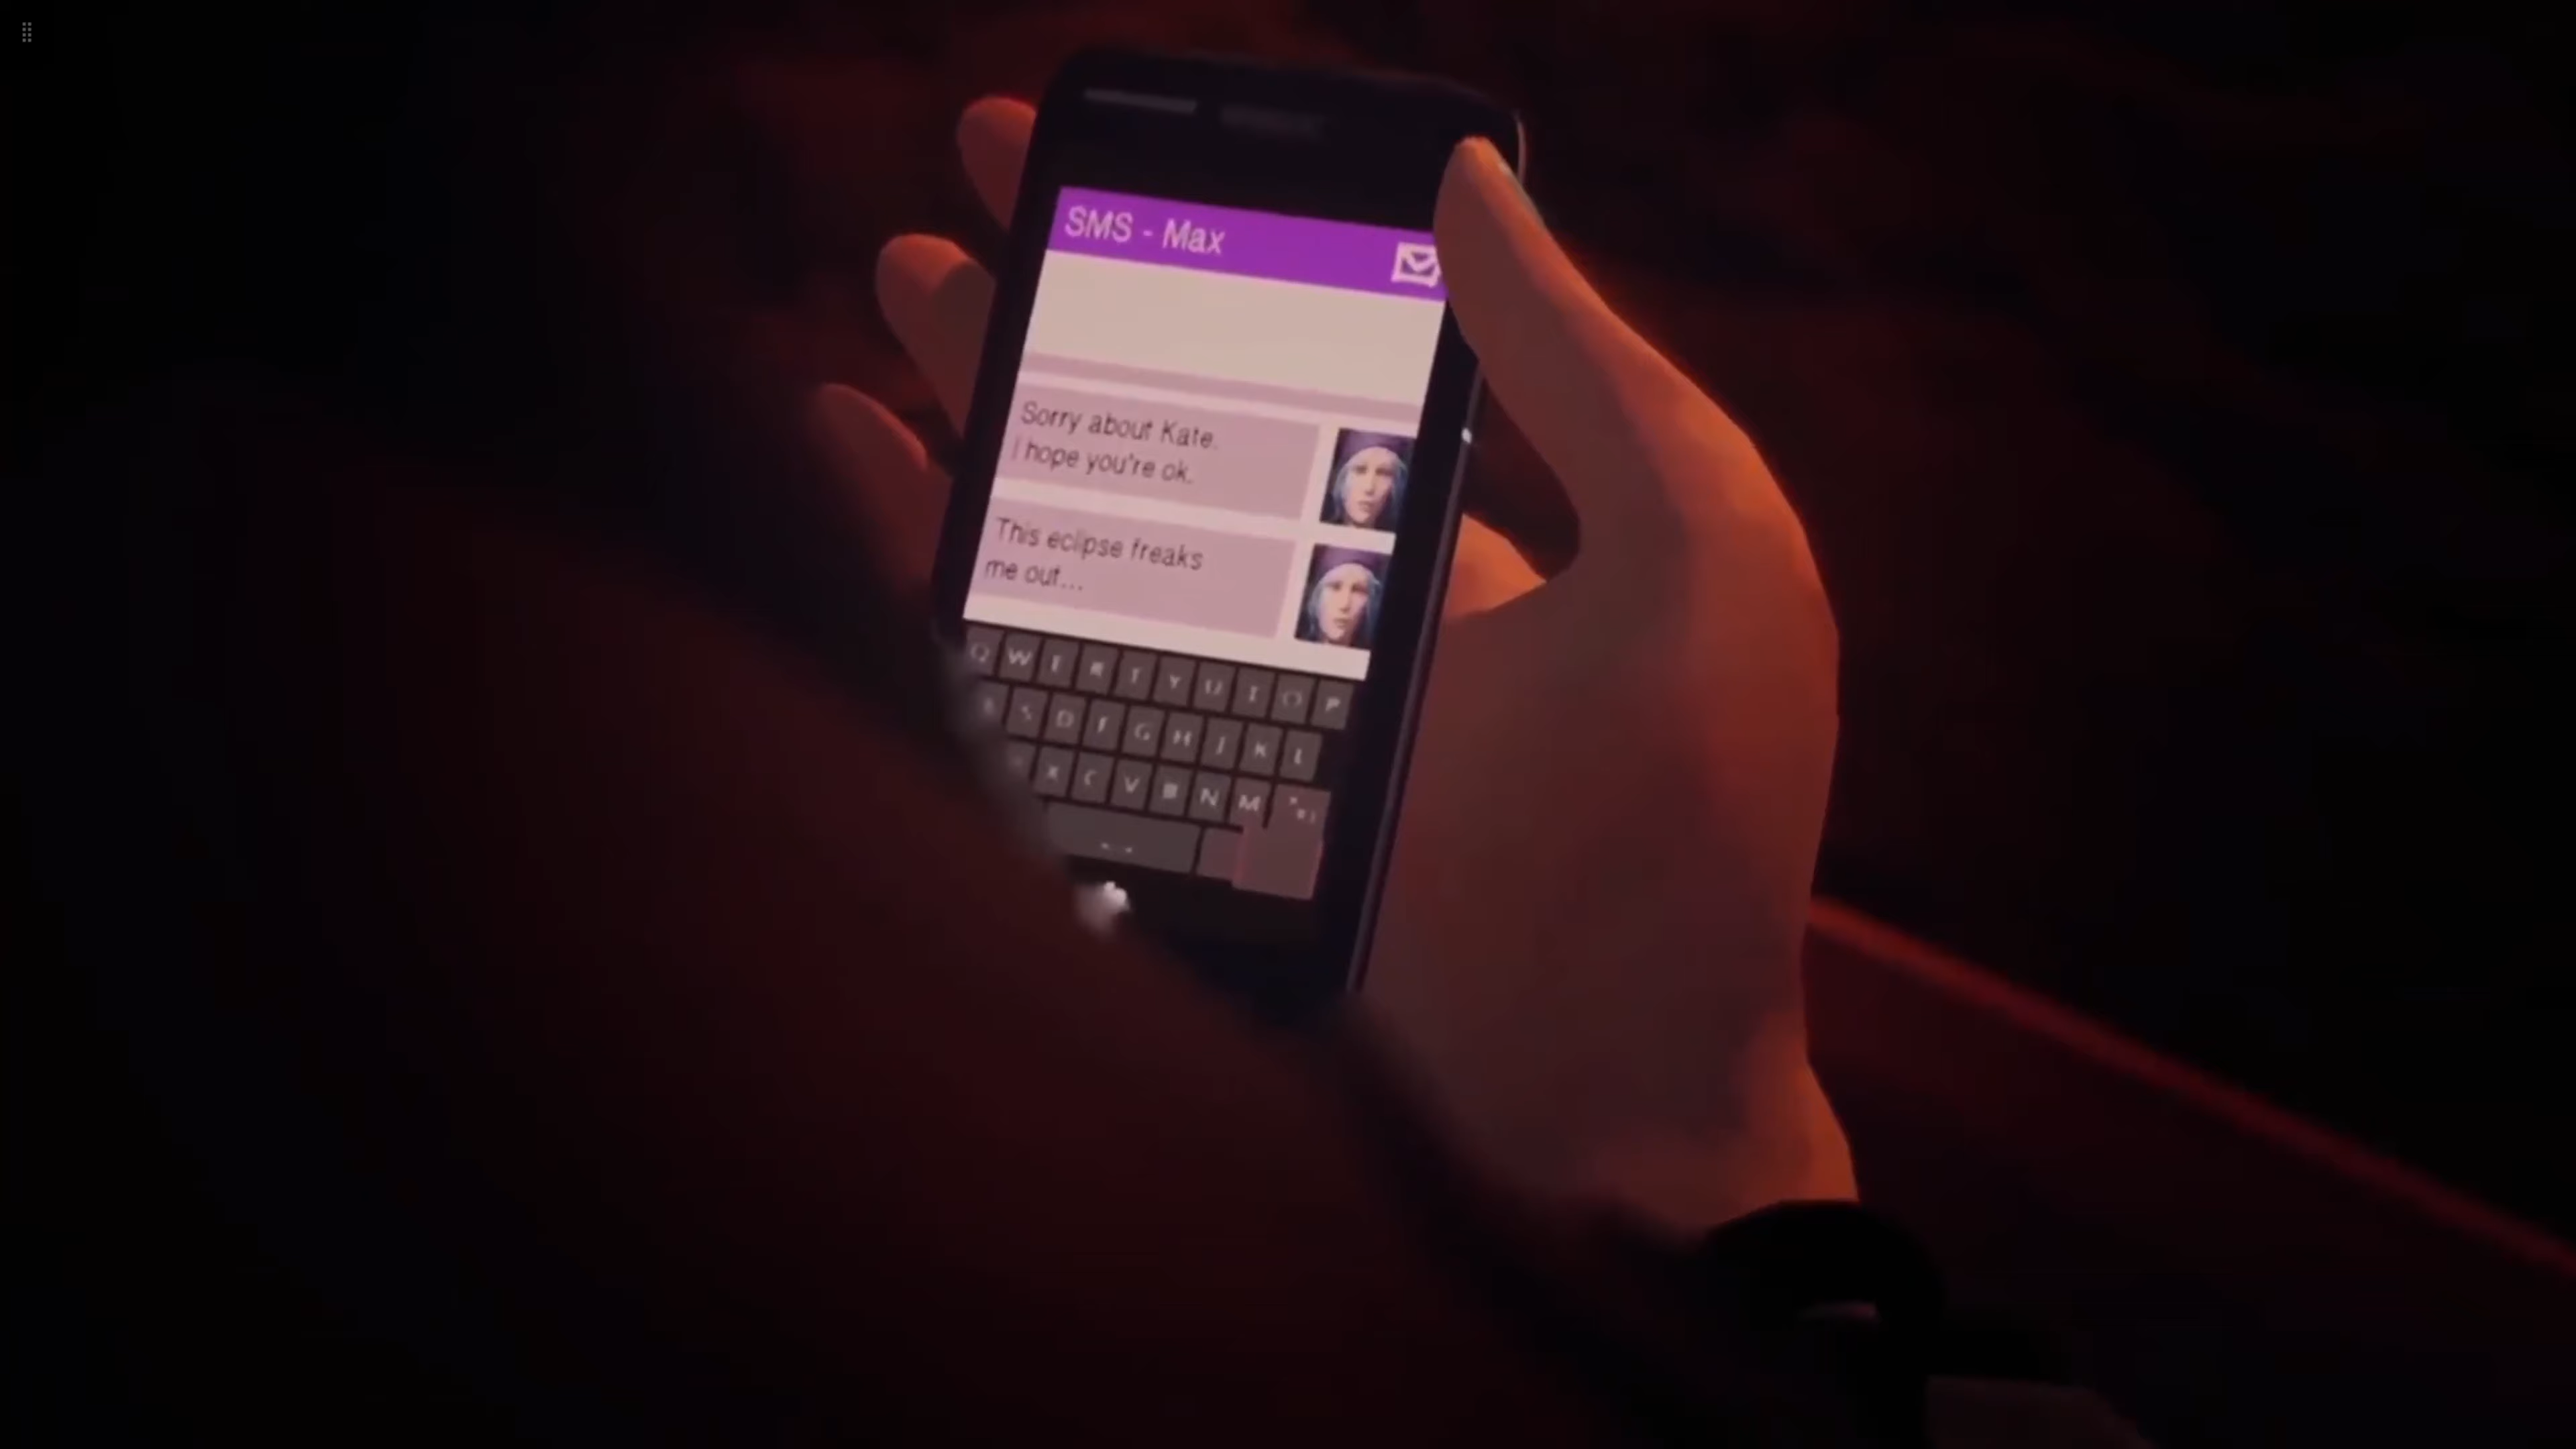 SMS - Max
Sorry about Kate.
I hope you're ok.
This eclipse freaks
me out...
Q W E R T Y U I O P
S D F G H J K L
X C V B N M